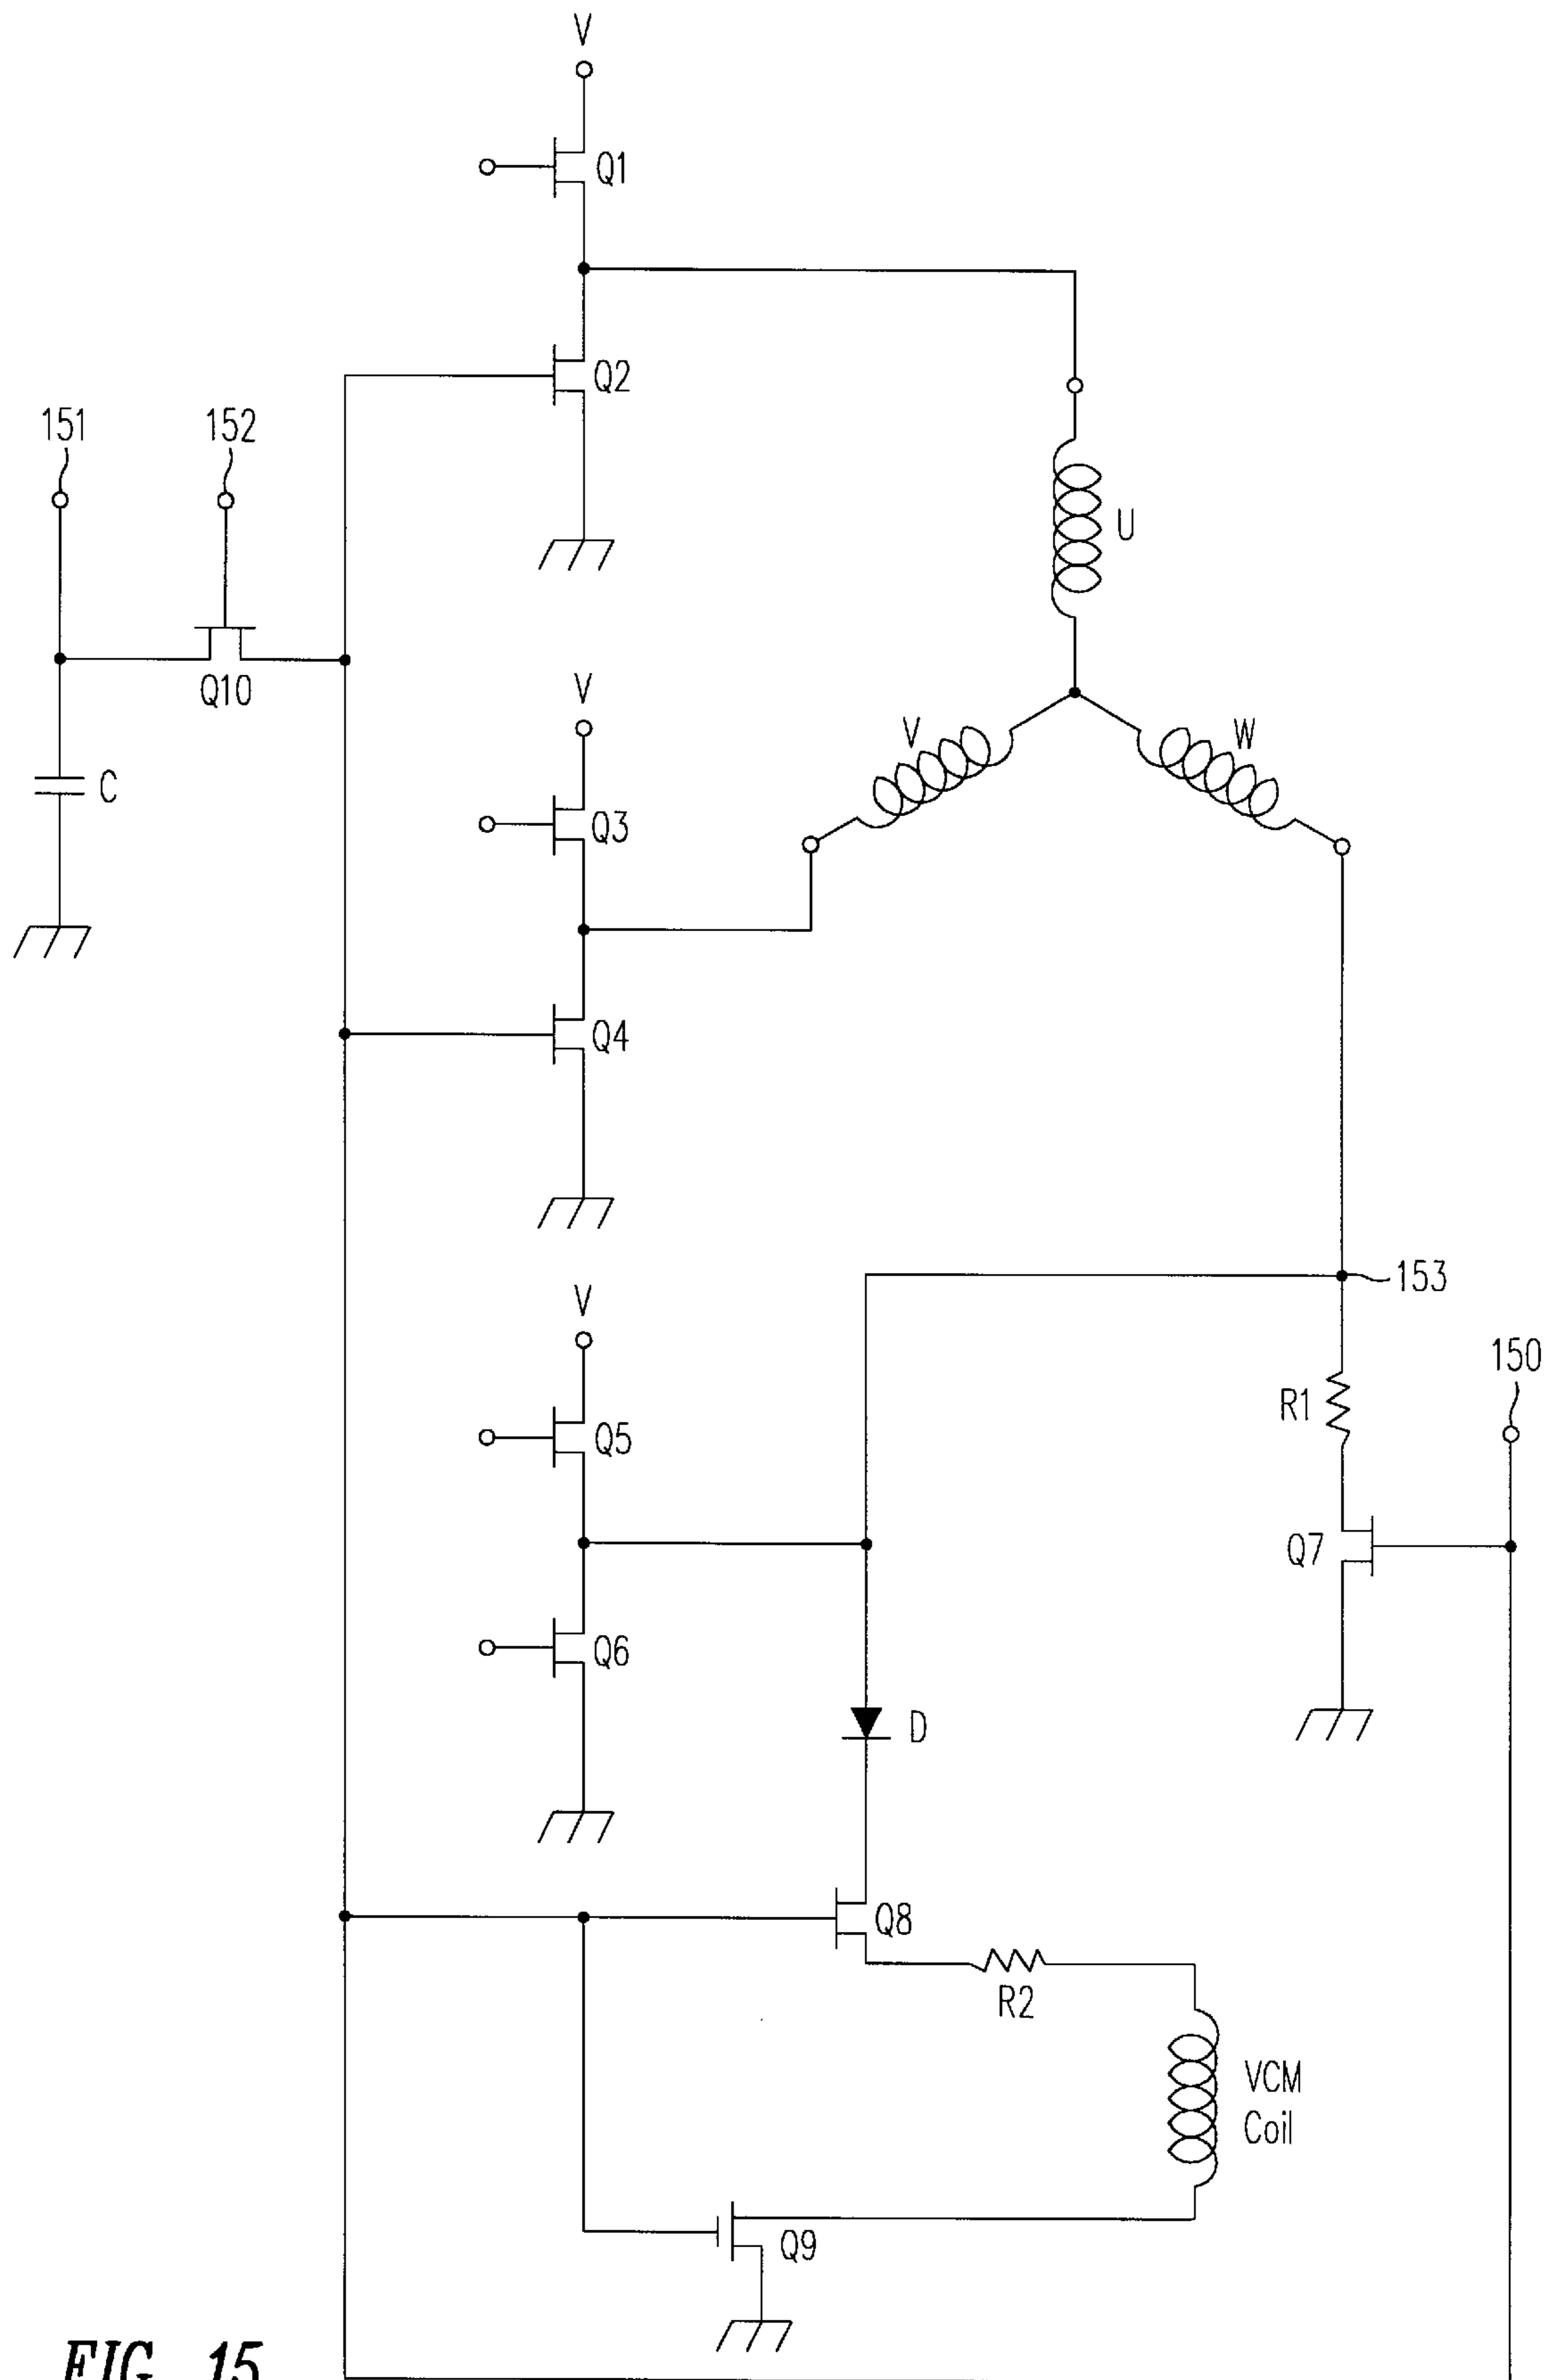 V
Q1
Q2
151
152
U
Q10
V
V
W
C
Q3
Q4
153
V
150
R1
Q5
Q7
Q6
D
Q8
R2
VCM
Coil
Q9
FIG. 15